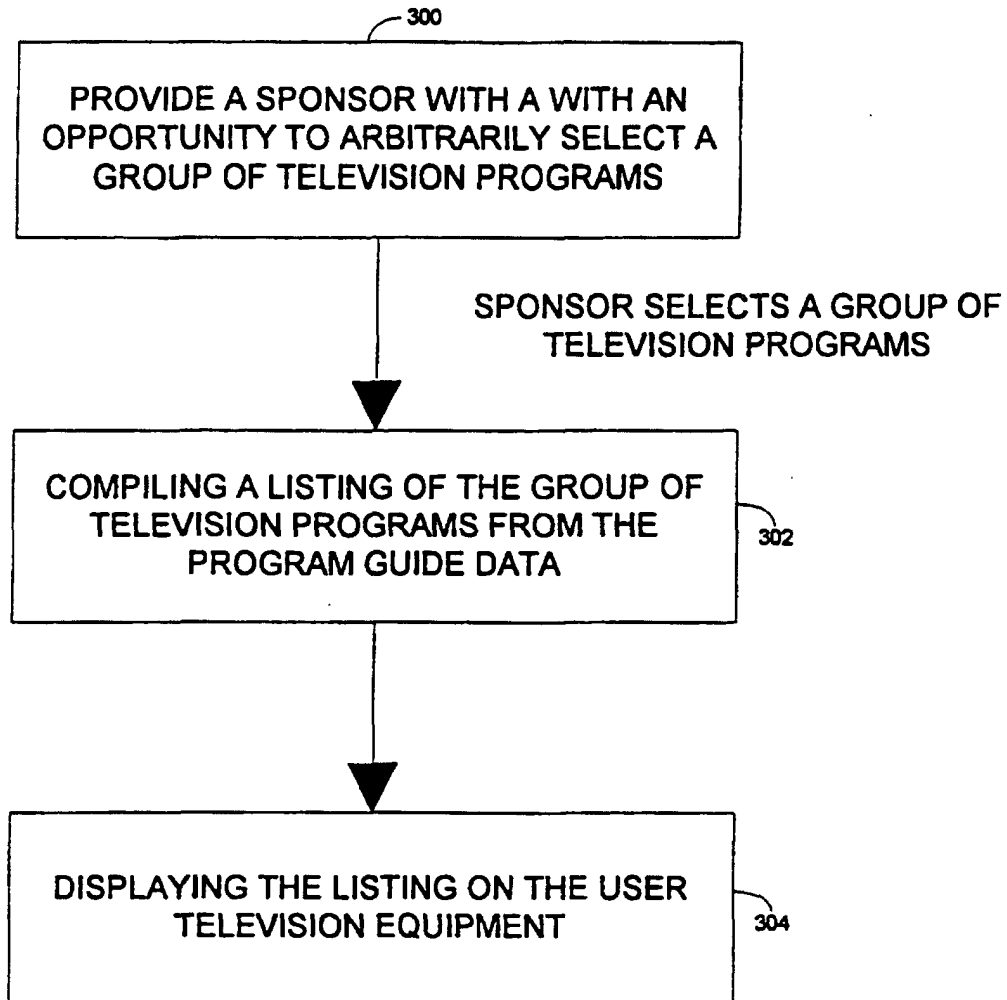 300
PROVIDE A SPONSOR WITH A WITH AN
OPPORTUNITY TO ARBITRARILY SELECT A
GROUP OF TELEVISION PROGRAMS
SPONSOR SELECTS A GROUP OF
TELEVISION PROGRAMS
COMPILING A LISTING OF THE GROUP OF
TELEVISION PROGRAMS FROM THE
PROGRAM GUIDE DATA
302
DISPLAYING THE LISTING ON THE USER
TELEVISION EQUIPMENT
304